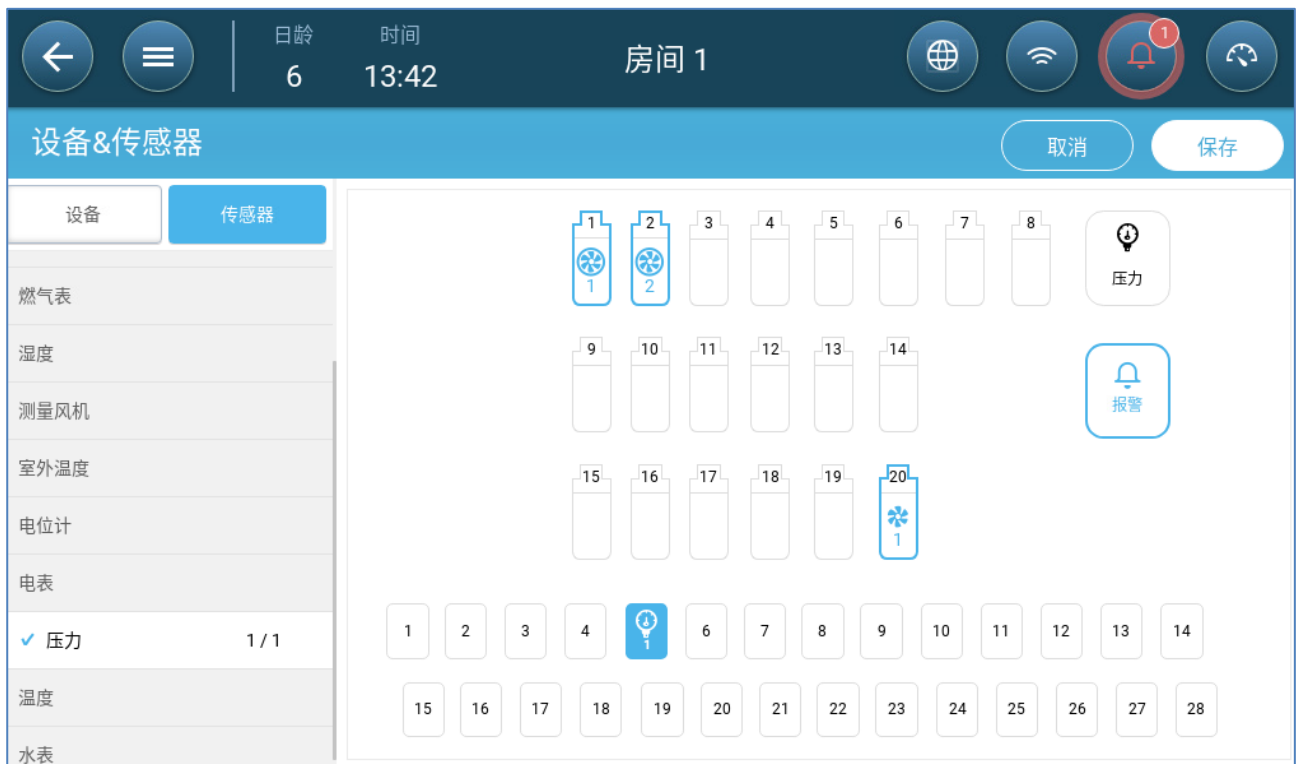 日龄 时间 1
6 13:42 房间 1
设备&传感器 取消 保存
设备 传感器
燃气表
湿度
测量风机
室外温度
电位计
电表
压力 1 / 1
温度
水表
1 2 3 4 5 6 7 8
1 2
压力
9 10 11 12 13 14
报警
15 16 17 18 19 20
1
1 2 3 4 1 6 7 8 9 10 11 12 13 14
15 16 17 18 19 20 21 22 23 24 25 26 27 28